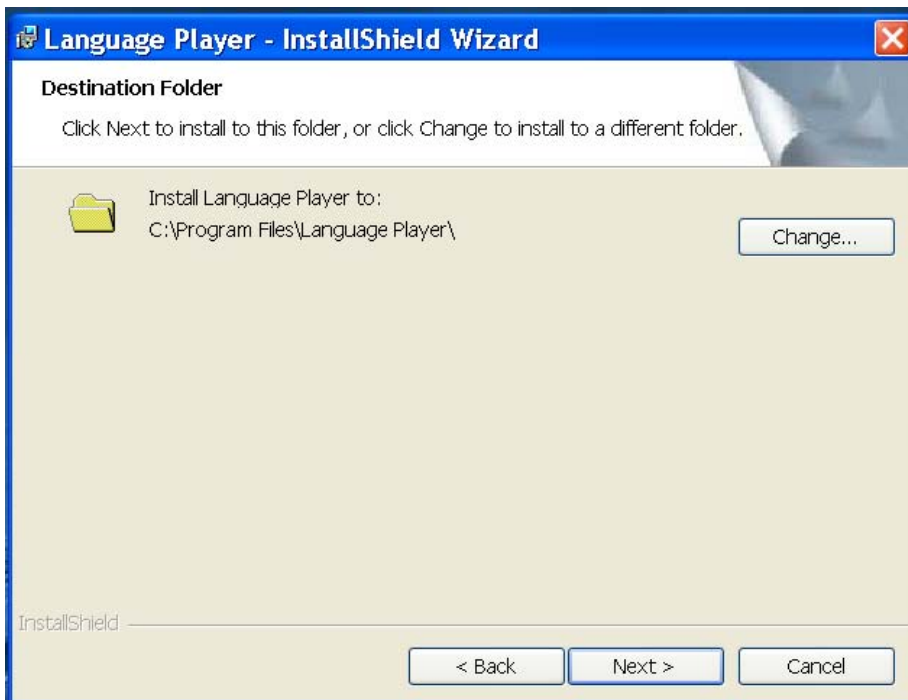 Language Player - InstallShield Wizard
Destination Folder
Click Next to install to this folder, or click Change to install to a different folder.
Install Language Player to:
C:\Program Files\Language Player\
Change...
InstallShield
< Back
Next >
Cancel